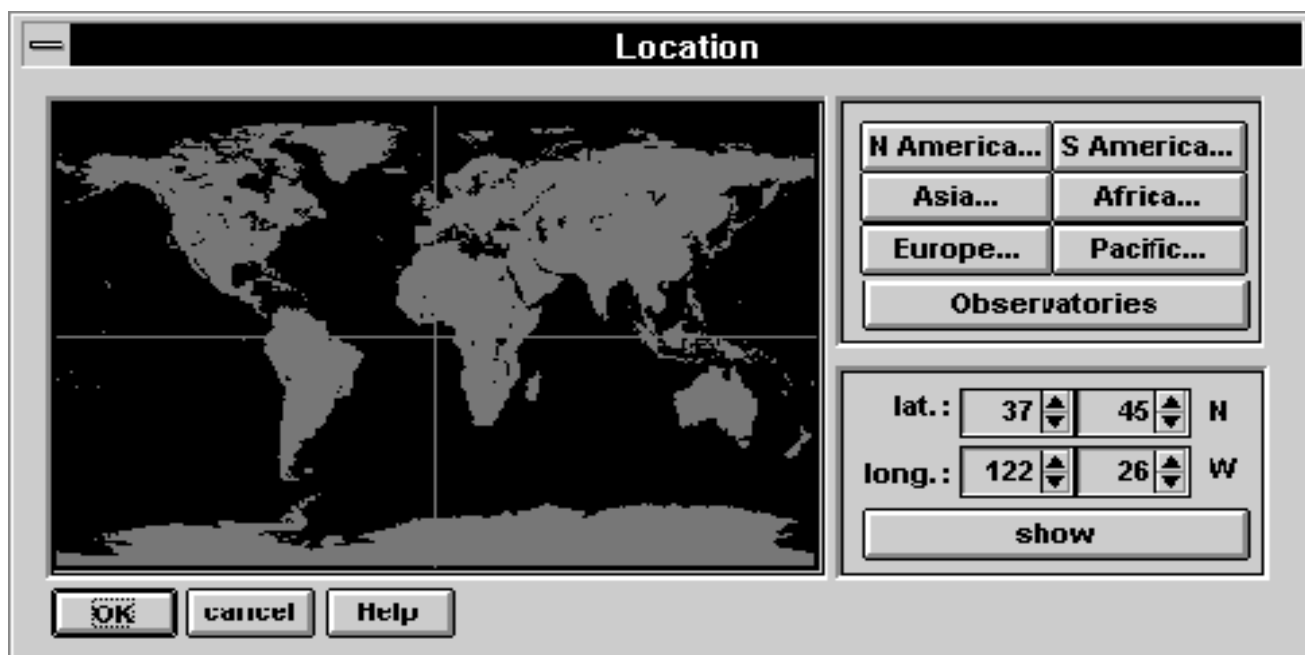 Location
N America... S America...
Asia... Africa...
Europe... Pacific...
Observatories
lat.: 37 45 N
long.: 122 26 W
show
OK cancel Help